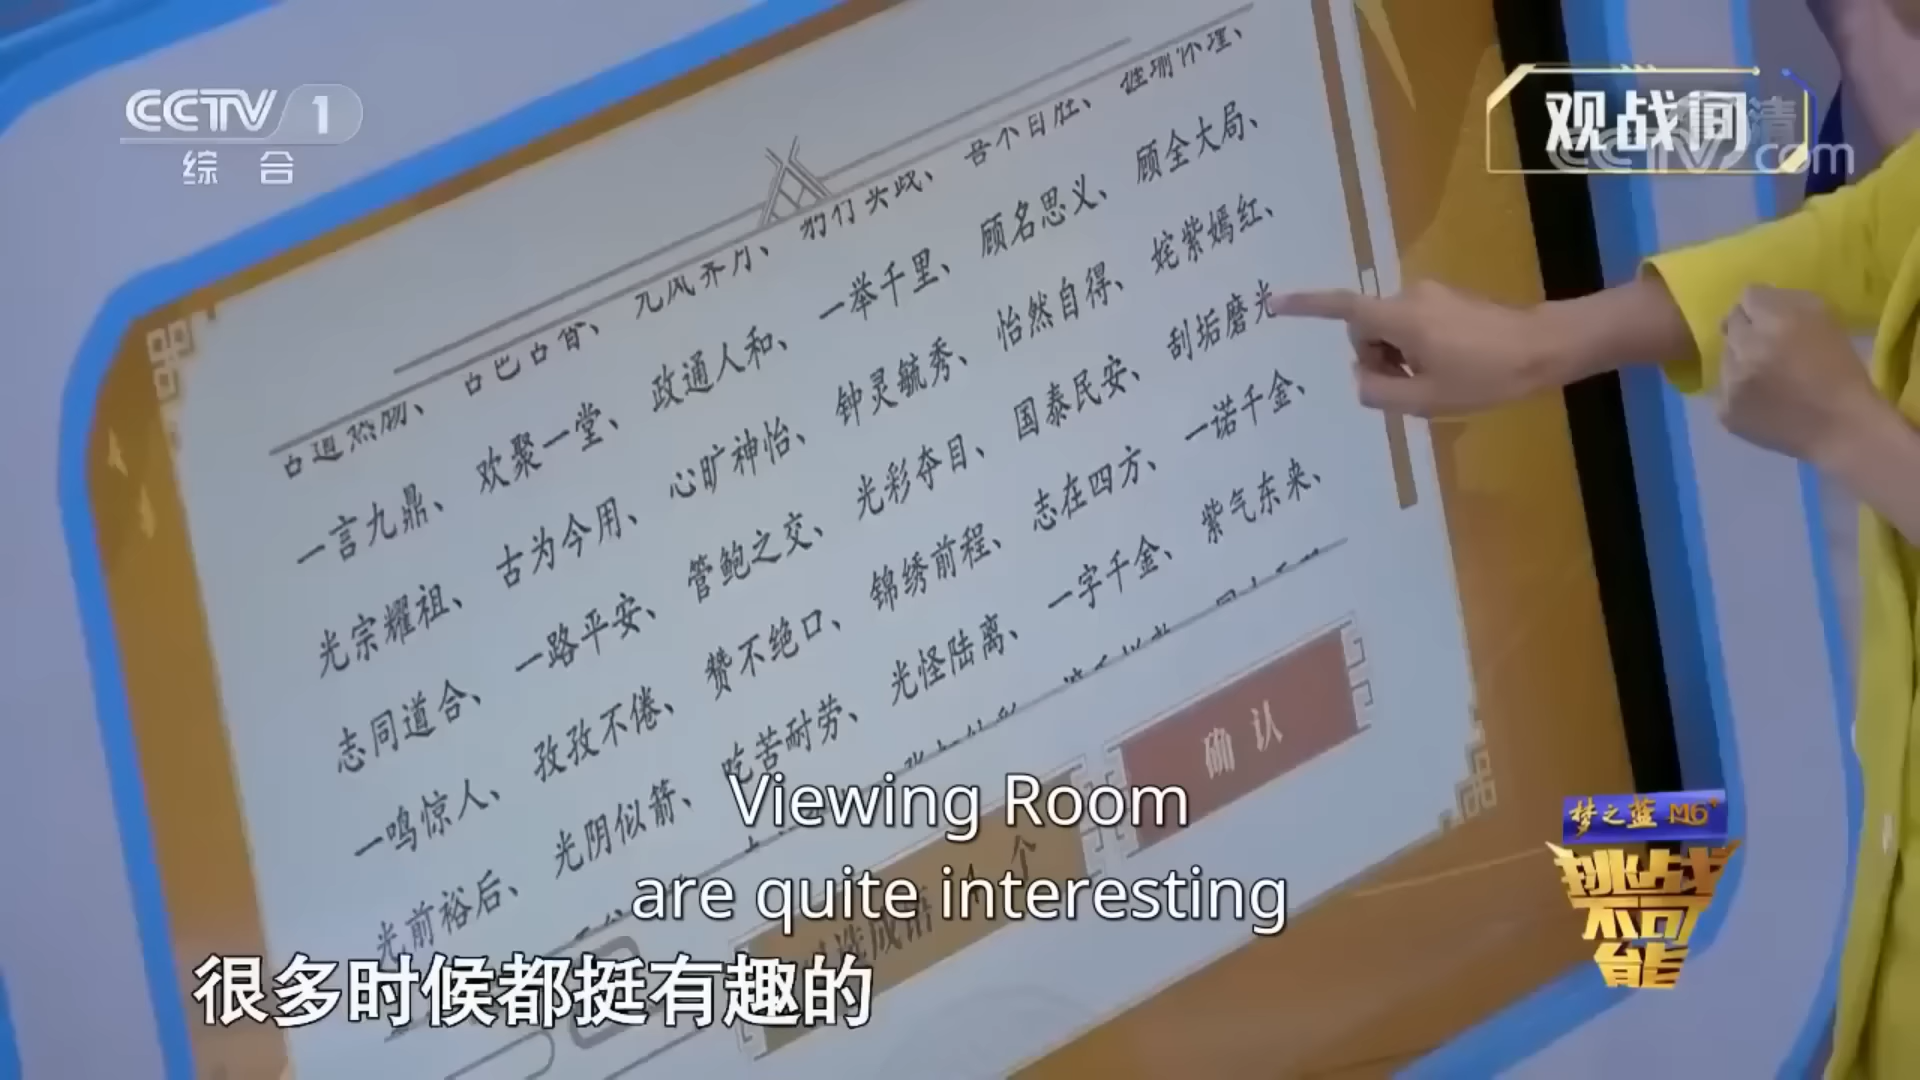 CCTV 1
综合
观战间
一言九鼎、 欢聚一堂、 政通人和、 一举千里、 顾名思义、 顾全大局、
光宗耀祖、 古为今用、 心旷神怡、 钟灵毓秀、 怡然自得、 姹紫嫣红、
志同道合、 一路平安、 管鲍之交、 光彩夺目、 国泰民安、 刮垢磨光
一鸣惊人、 孜孜不倦、 赞不绝口、 锦绣前程、 志在四方、 一诺千金、
光前裕后、 光阴似箭、 吃苦耐劳、 光怪陆离、 一字千金、 紫气东来、
确认
Viewing Room
are quite interesting
很多时候都挺有趣的
梦之蓝 M6+
挑战
不可
能